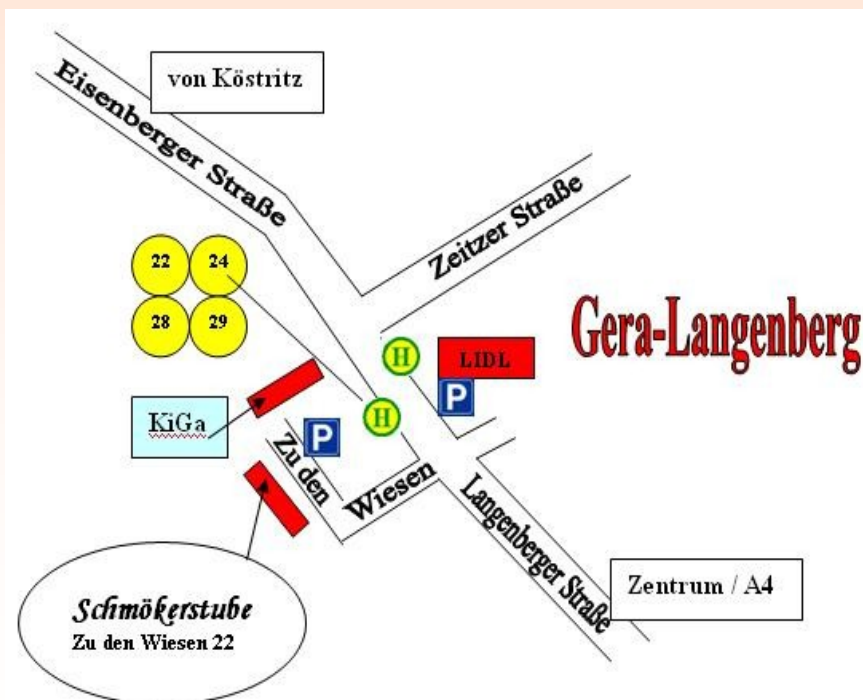 von Köstritz
Eisenberger Straße
Zeitzer Straße
22
24
28
29
Gera-Langenberg
H
LIDL
P
H
KiGa
P
Zu den
Wiesen
Langenberger Straße
Zentrum / A4
Schmökerstube
Zu den Wiesen 22